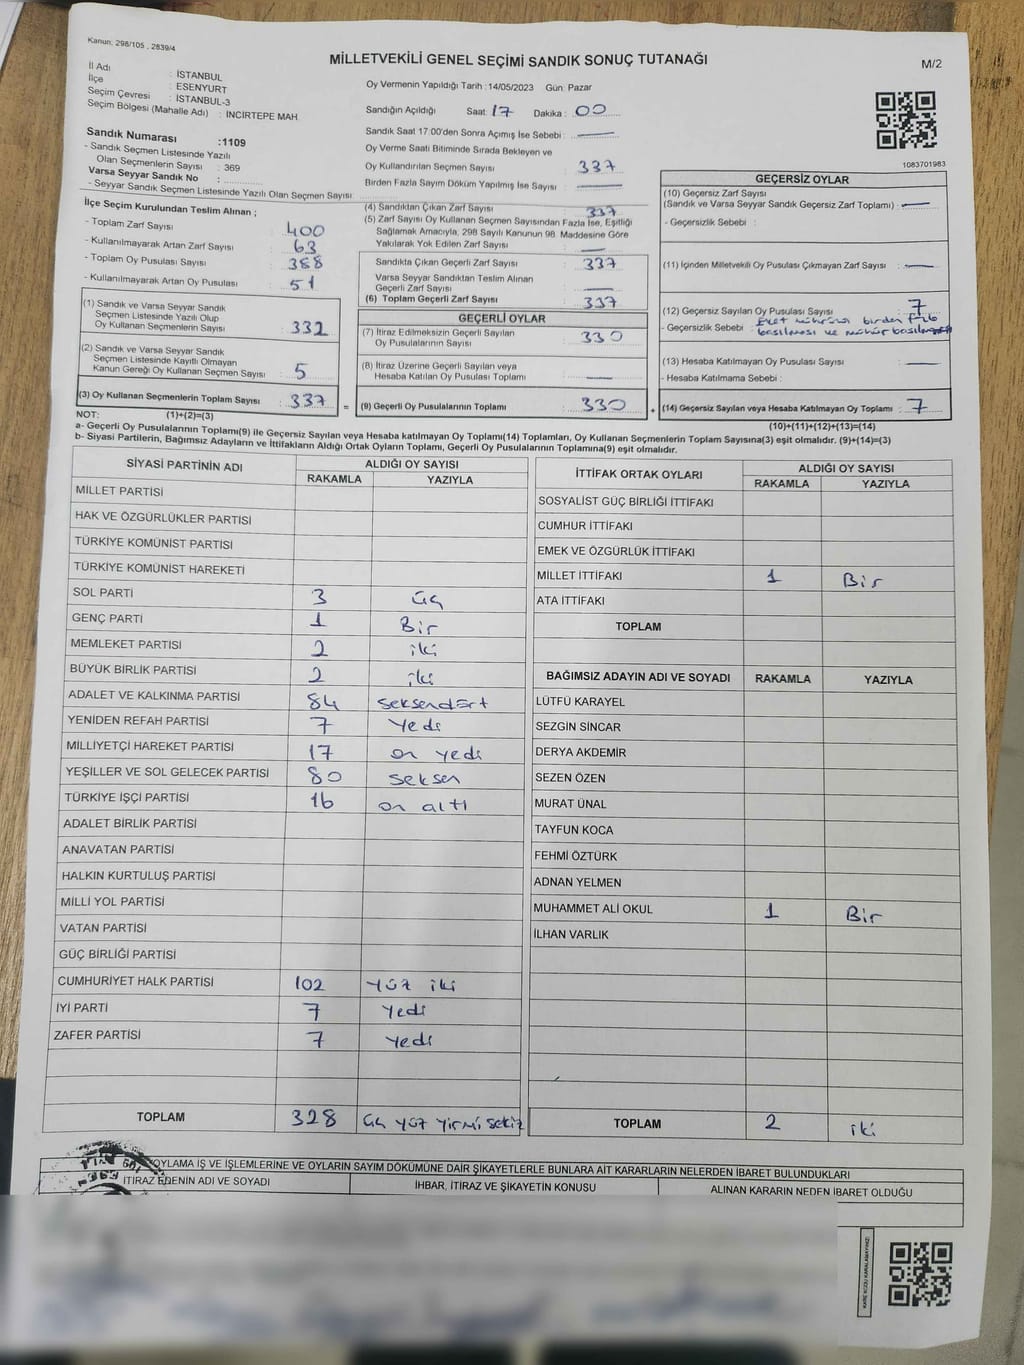 Kanun: 298/105 , 2839/4
MİLLETVEKİLİ GENEL SEÇİMİ SANDIK SONUÇ TUTANAĞI
M/2
İl Adı : İSTANBUL
İlçe : ESENYURT
Seçim Çevresi : İSTANBUL-3
Seçim Bölgesi (Mahalle Adı) : İNCİRTEPE MAH.
Sandık Numarası :1109
- Sandık Seçmen Listesinde Yazılı
Olan Seçmenlerin Sayısı : 369
Varsa Seyyar Sandık No :
- Seyyar Sandık Seçmen Listesinde Yazılı Olan Seçmen Sayısı
İlçe Seçim Kurulundan Teslim Alınan ;
- Toplam Zarf Sayısı 400
- Kullanılmayarak Artan Zarf Sayısı 63
- Toplam Oy Pusulası Sayısı 388
- Kullanılmayarak Artan Oy Pusulası 51
(1) Sandık ve Varsa Seyyar Sandık
Seçmen Listesinde Yazılı Olup
Oy Kullanan Seçmenlerin Sayısı 332
(2) Sandık ve Varsa Seyyar Sandık
Seçmen Listesinde Kayıtlı Olmayan
Kanun Gereği Oy Kullanan Seçmen Sayısı 5
(3) Oy Kullanan Seçmenlerin Toplam Sayısı 337 =
Oy Vermenin Yapıldığı Tarih :14/05/2023 Gün: Pazar
Sandığın Açıldığı Saat: 17 Dakika: 00
Sandık Saat 17:00'den Sonra Açılmış İse Sebebi :
Oy Verme Saati Bitiminde Sırada Bekleyen ve
Oy Kullandırılan Seçmen Sayısı 337
Birden Fazla Sayım Döküm Yapılmış İse Sayısı
(4) Sandıktan Çıkan Zarf Sayısı 337
(5) Zarf Sayısı Oy Kullanan Seçmen Sayısından Fazla İse, Eşitliği
Sağlamak Amacıyla, 298 Sayılı Kanunun 98. Maddesine Göre
Yakılarak Yok Edilen Zarf Sayısı
Sandıkta Çıkan Geçerli Zarf Sayısı 337
Varsa Seyyar Sandıktan Teslim Alınan
Geçerli Zarf Sayısı
(6) Toplam Geçerli Zarf Sayısı 337
GEÇERLİ OYLAR
(7) İtiraz Edilmeksizin Geçerli Sayılan
Oy Pusulalarının Sayısı 330
(8) İtiraz Üzerine Geçerli Sayılan veya
Hesaba Katılan Oy Pusulası Toplamı
(9) Geçerli Oy Pusulalarının Toplamı 330 +
1083701983
GEÇERSİZ OYLAR
(10) Geçersiz Zarf Sayısı
(Sandık ve Varsa Seyyar Sandık Geçersiz Zarf Toplamı) :
- Geçersizlik Sebebi :
(11) İçinden Milletvekili Oy Pusulası Çıkmayan Zarf Sayısı :
(12) Geçersiz Sayılan Oy Pusulası Sayısı : 7
- Geçersizlik Sebebi : Evet mührünü birden fazla
basılması ve mühür basılmaması
(13) Hesaba Katılmayan Oy Pusulası Sayısı :
- Hesaba Katılmama Sebebi :
(14) Geçersiz Sayılan veya Hesaba Katılmayan Oy Toplamı : 7
NOT: (1)+(2)=(3)
(10)+(11)+(12)+(13)=(14)
a- Geçerli Oy Pusulaların Toplamı(9) ile Geçersiz Sayılan veya Hesaba katılmayan Oy Toplamı(14) Toplamları, Oy Kullanan Seçmenlerin Toplam Sayısına(3) eşit olmalıdır. (9)+(14)=(3)
b- Siyasi Partilerin, Bağımsız Adayların ve İttifakların Aldığı Ortak Oyların Toplamı, Geçerli Oy Pusulalarının Toplamına(9) eşit olmalıdır.
SİYASİ PARTİNİN ADI ALDIĞI OY SAYISI
RAKAMLA YAZIYLA
MİLLET PARTİSİ
HAK VE ÖZGÜRLÜKLER PARTİSİ
TÜRKİYE KOMÜNİST PARTİSİ
TÜRKİYE KOMÜNİST HAREKETİ
SOL PARTİ 3 üç
GENÇ PARTİ 1 Bir
MEMLEKET PARTİSİ 2 iki
BÜYÜK BİRLİK PARTİSİ 2 iki
ADALET VE KALKINMA PARTİSİ 84 seksendört
YENİDEN REFAH PARTİSİ 7 Yedi
MİLLİYETÇİ HAREKET PARTİSİ 17 on yedi
YEŞİLLER VE SOL GELECEK PARTİSİ 80 seksen
TÜRKİYE İŞÇİ PARTİSİ 16 on altı
ADALET BİRLİK PARTİSİ
ANAVATAN PARTİSİ
HALKIN KURTULUŞ PARTİSİ
MİLLİ YOL PARTİSİ
VATAN PARTİSİ
GÜÇ BİRLİĞİ PARTİSİ
CUMHURİYET HALK PARTİSİ 102 yüz iki
İYİ PARTİ 7 Yedi
ZAFER PARTİSİ 7 Yedi
TOPLAM 328 üç yüz yirmi sekiz
İTTİFAK ORTAK OYLARI ALDIĞI OY SAYISI
RAKAMLA YAZIYLA
SOSYALİST GÜÇ BİRLİĞİ İTTİFAKI
CUMHUR İTTİFAKI
EMEK VE ÖZGÜRLÜK İTTİFAKI
MİLLET İTTİFAKI 1 Bir
ATA İTTİFAKI
TOPLAM
BAĞIMSIZ ADAYIN ADI VE SOYADI RAKAMLA YAZIYLA
LÜTFÜ KARAYEL
SEZGİN SİNCAR
DERYA AKDEMİR
SEZEN ÖZEN
MURAT ÜNAL
TAYFUN KOCA
FEHMİ ÖZTÜRK
ADNAN YELMEN
MUHAMMET ALİ OKUL 1 Bir
İLHAN VARLIK
TOPLAM 2 iki
OYLAMA İŞ VE İŞLEMLERİNE VE OYLARIN SAYIM DÖKÜMÜNE DAİR ŞİKAYETLERLE BUNLARA AİT KARARLARIN NELERDEN İBARET BULUNDUKLARI
İTİRAZ EDENİN ADI VE SOYADI İHBAR, İTİRAZ VE ŞİKAYETİN KONUSU ALINAN KARARIN NEDEN İBARET OLDUĞU
KAREKODU KARALAMAYINIZ!